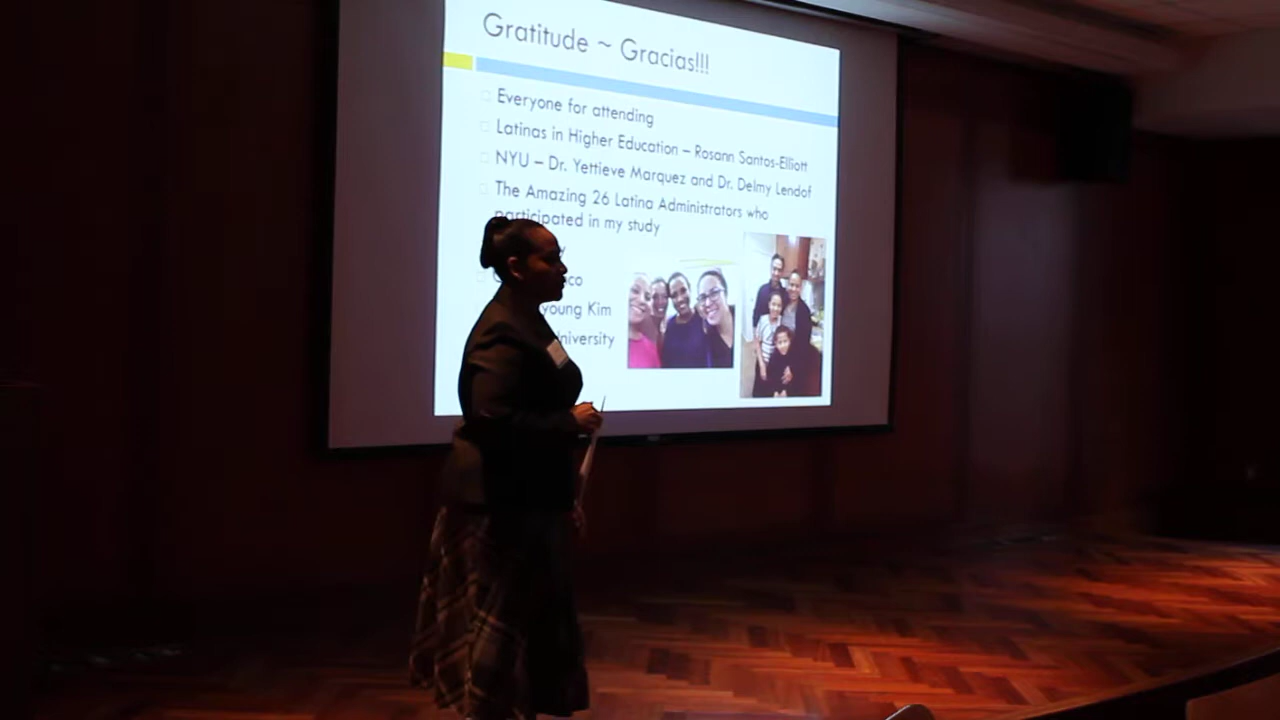 Gratitude ~ Gracias!!!
Everyone for attending
Latinas in Higher Education – Rosann Santos-Elliott
NYU – Dr. Yettieve Marquez and Dr. Delmy Lendof
The Amazing 26 Latina Administrators who
participated in my study
young Kim